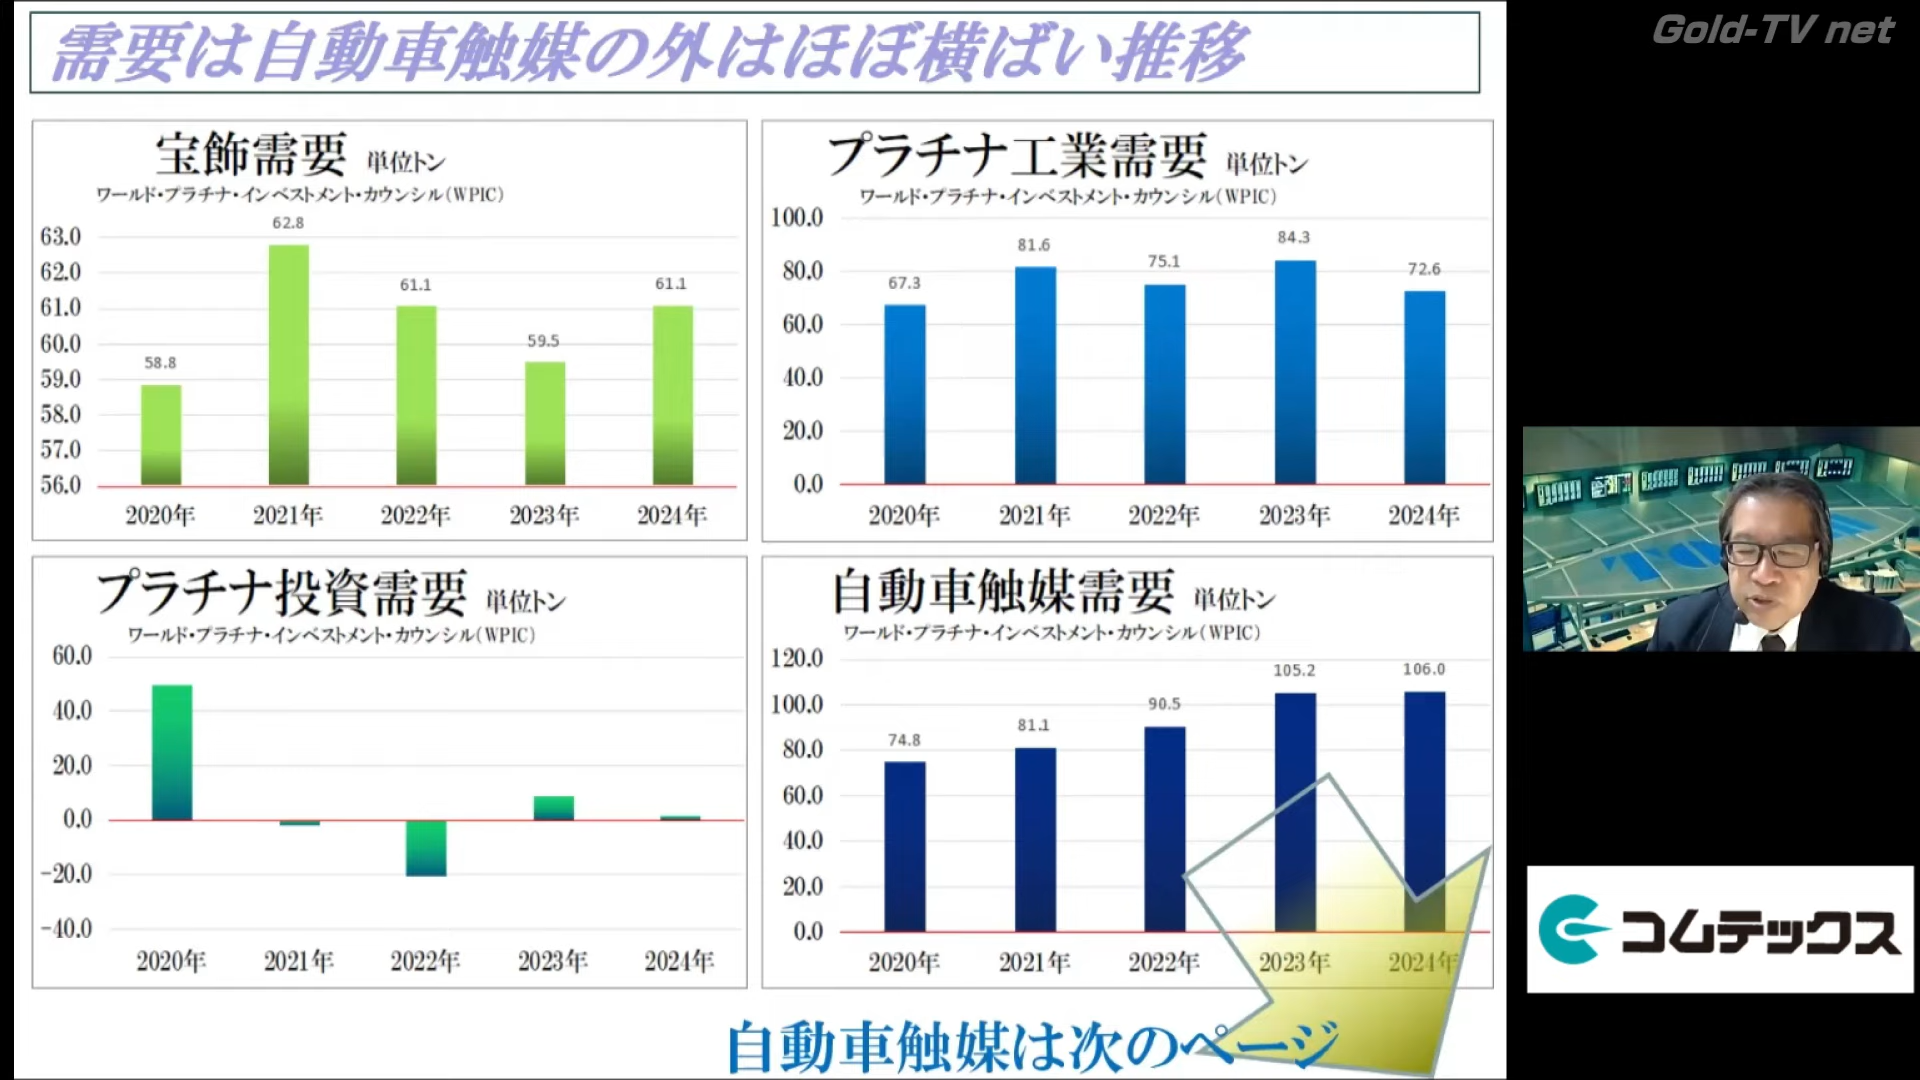 需要は自動車触媒の外はほぼ横ばい推移
Gold-TV net
宝飾需要 単位トン
ワールド・プラチナ・インベストメント・カウンシル(WPIC)
63.0
62.0
61.0
60.0
59.0
58.0
57.0
56.0
58.8
62.8
61.1
59.5
61.1
2020年 2021年 2022年 2023年 2024年
プラチナ工業需要 単位トン
ワールド・プラチナ・インベストメント・カウンシル(WPIC)
100.0
80.0
60.0
40.0
20.0
0.0
67.3
81.6
75.1
84.3
72.6
2020年 2021年 2022年 2023年 2024年
プラチナ投資需要 単位トン
ワールド・プラチナ・インベストメント・カウンシル(WPIC)
60.0
40.0
20.0
0.0
-20.0
-40.0
2020年 2021年 2022年 2023年 2024年
自動車触媒需要 単位トン
ワールド・プラチナ・インベストメント・カウンシル(WPIC)
120.0
100.0
80.0
60.0
40.0
20.0
0.0
74.8
81.1
90.5
105.2
106.0
2020年 2021年 2022年 2023年 2024年
自動車触媒は次のページ
コムテックス